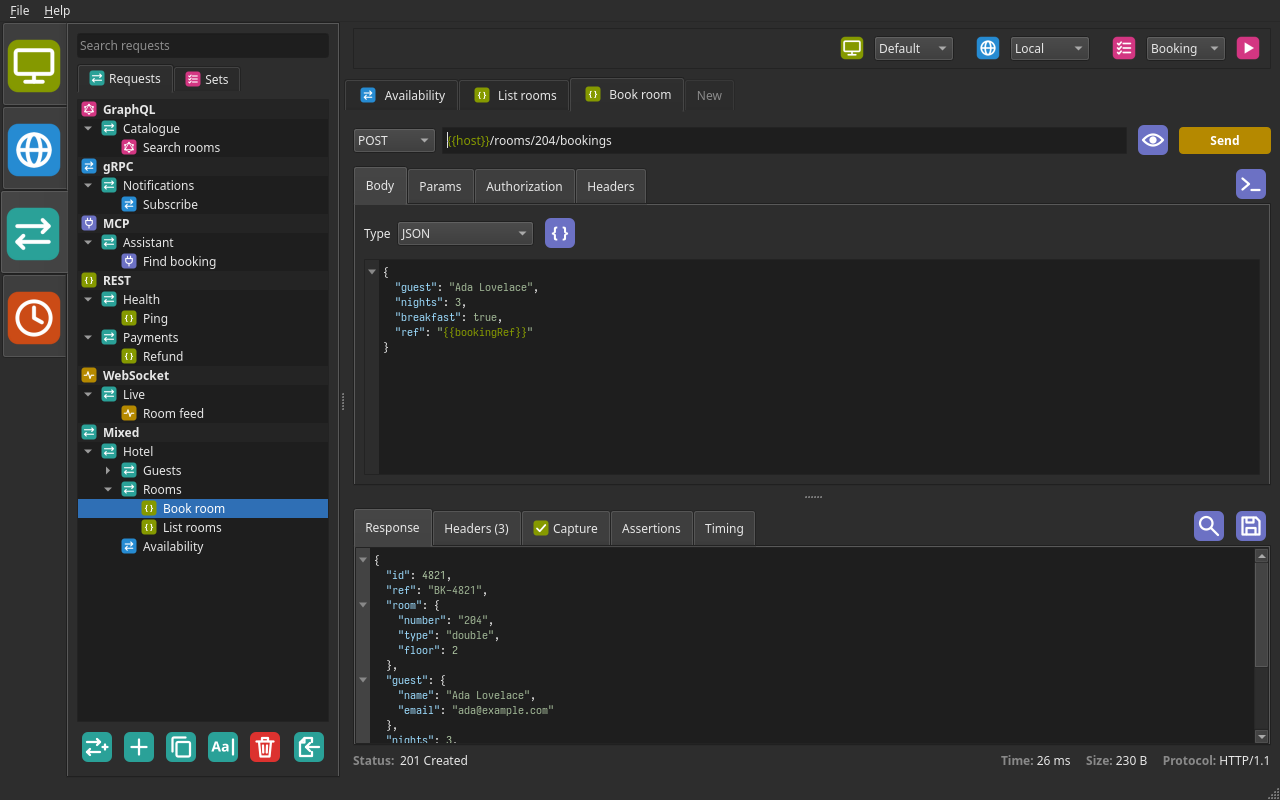 File Help
Search requests
Requests Sets
GraphQL
Catalogue
Search rooms
gRPC
Notifications
Subscribe
MCP
Assistant
Find booking
REST
Health
Ping
Payments
Refund
WebSocket
Live
Room feed
Mixed
Hotel
Guests
Rooms
Book room
List rooms
Availability
Aa
Default Local Booking
Availability List rooms Book room New
POST {{host}}/rooms/204/bookings Send
Body Params Authorization Headers
Type JSON { }
{
"guest": "Ada Lovelace",
"nights": 3,
"breakfast": true,
"ref": "{{bookingRef}}"
}
Response Headers (3) Capture Assertions Timing
{
"id": 4821,
"ref": "BK-4821",
"room": {
"number": "204",
"type": "double",
"floor": 2
},
"guest": {
"name": "Ada Lovelace",
"email": "ada@example.com"
},
"nights": 3,
Status: 201 Created Time: 26 ms Size: 230 B Protocol: HTTP/1.1